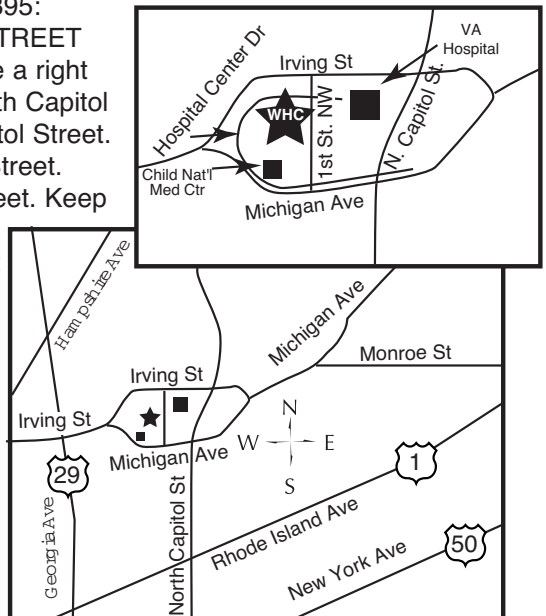 395:
TREET
e a right
th Capitol
tol Street.
Street.
eet. Keep
VA
Hospital
Irving St
Hospital Center Dr
WHC
1st St. NW
N. Capitol St.
Child Nat'l
Med Ctr
Michigan Ave
Hampshire Ave
Michigan Ave
Monroe St
Irving St
Irving St
Michigan Ave
N
W
E
S
29
1
Georgia Ave
North Capitol St
Rhode Island Ave
New York Ave
50